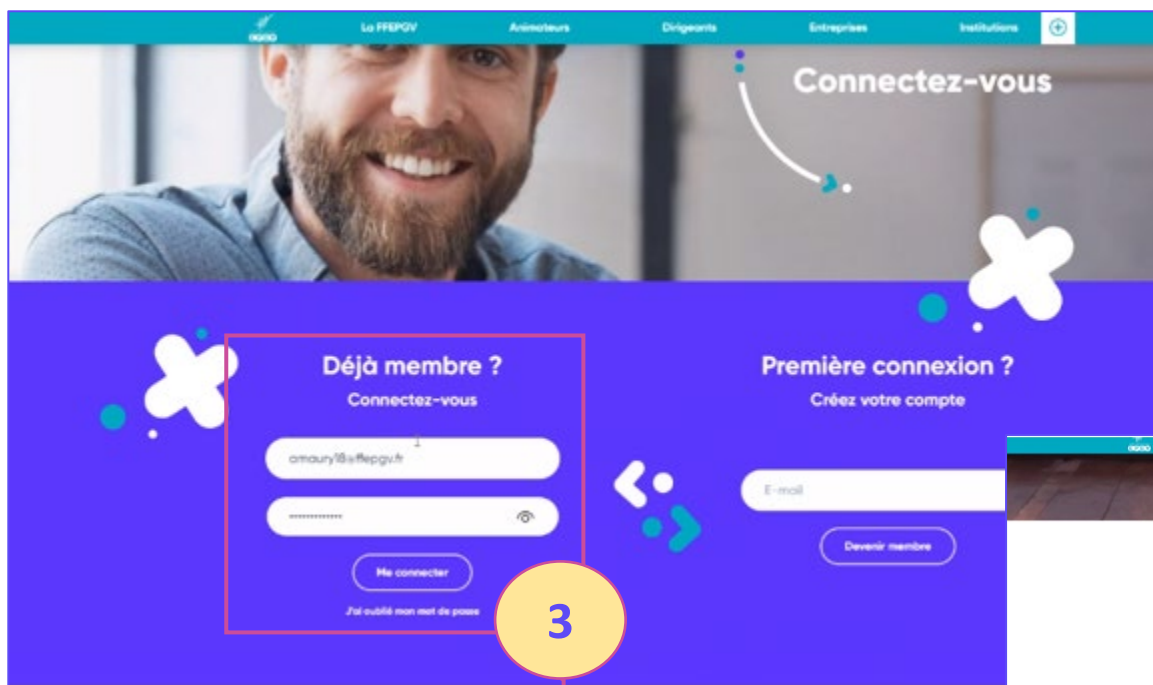 La FFEPGV Animateurs Dirigeants Entreprises Institutions
Connectez-vous
Déjà membre ?
Connectez-vous
amaury18@ffepgv.fr
Me connecter
J'ai oublié mon mot de passe
3
Première connexion ?
Créez votre compte
E-mail
Devenir membre